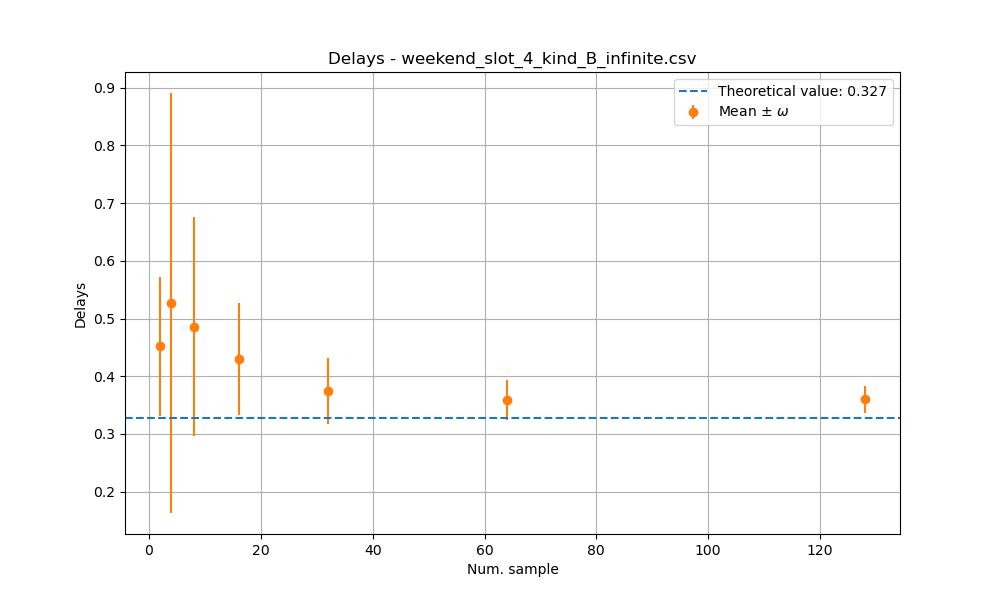 Delays - weekend_slot_4_kind_B_infinite.csv
Theoretical value: 0.327
Mean ± ω
Delays
0.9
0.8
0.7
0.6
0.5
0.4
0.3
0.2
0 20 40 60 80 100 120
Num. sample